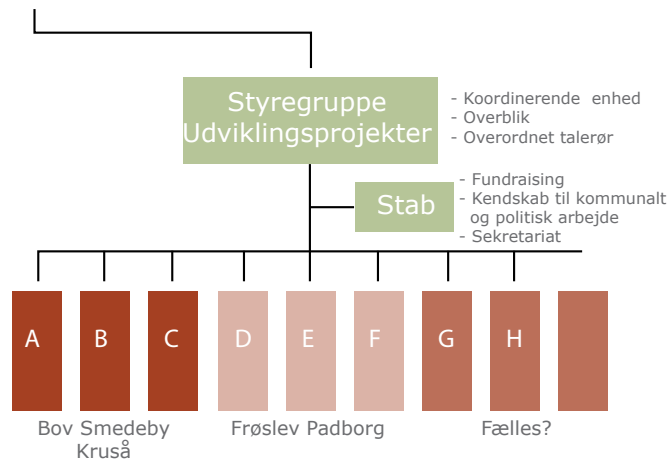 Styregruppe
Udviklingsprojekter
- Koordinerende enhed
- Overblik
- Overordnet talerør
Stab
- Fundraising
- Kendskab til kommunalt
og politisk arbejde
- Sekretariat
A B C D E F G H
Bov Smedeby
Kruså
Frøslev Padborg
Fælles?